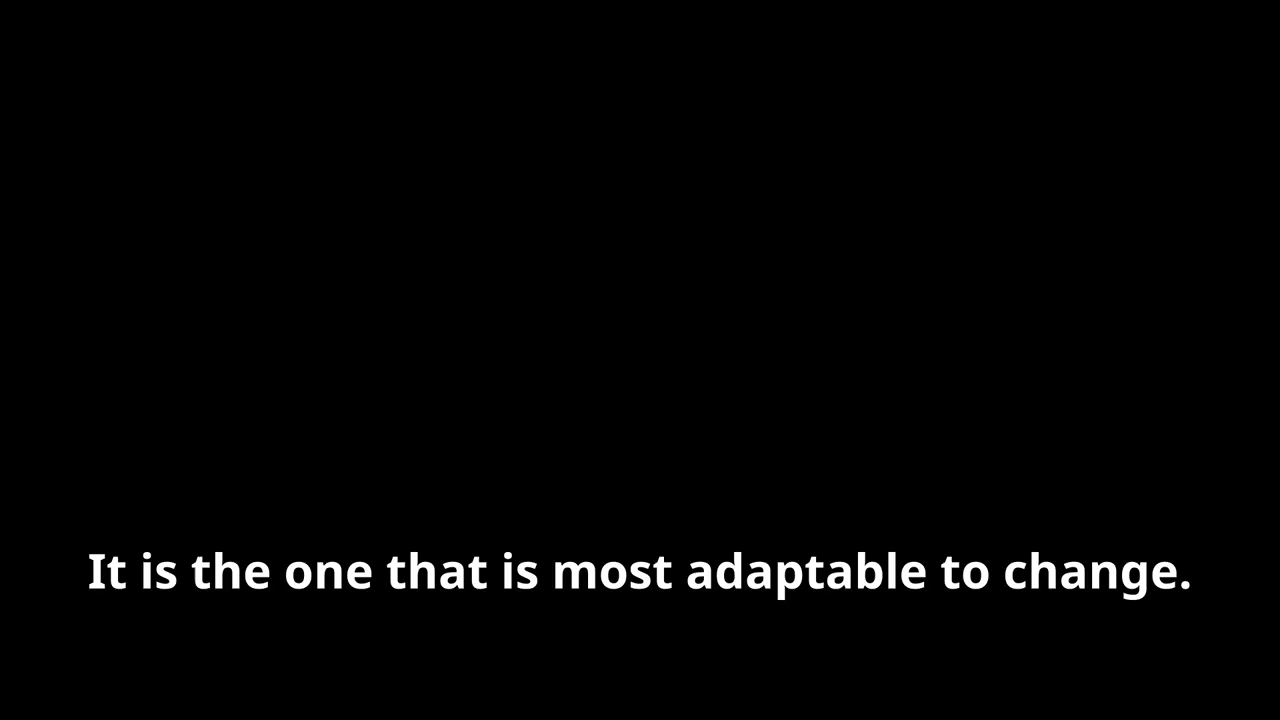 It is the one that is most adaptable to change.